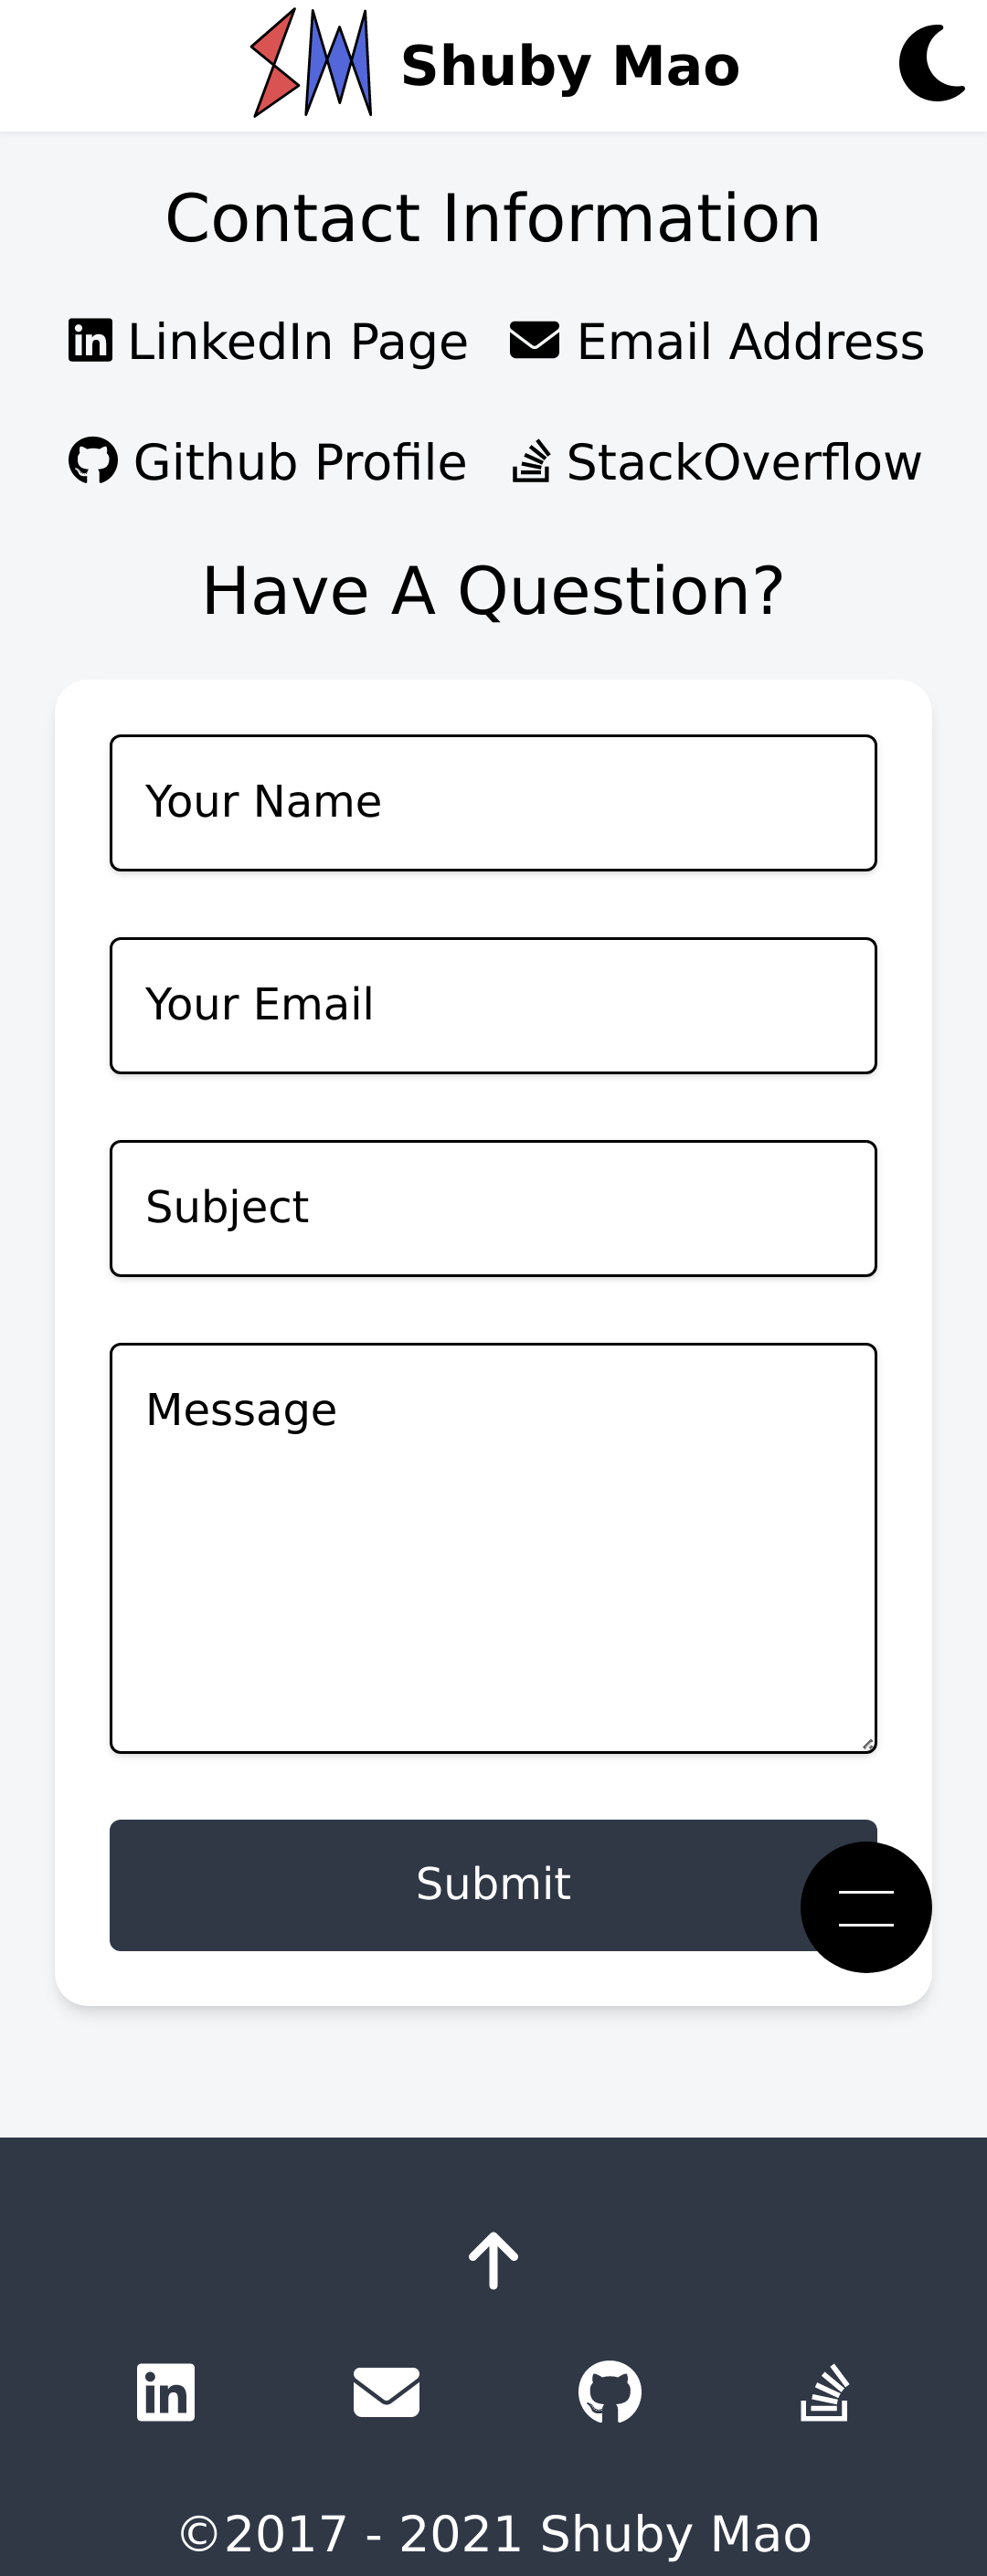 SM Shuby Mao
Contact Information
LinkedIn Page Email Address
Github Profile StackOverflow
Have A Question?
Your Name
Your Email
Subject
Message
Submit
©2017 - 2021 Shuby Mao